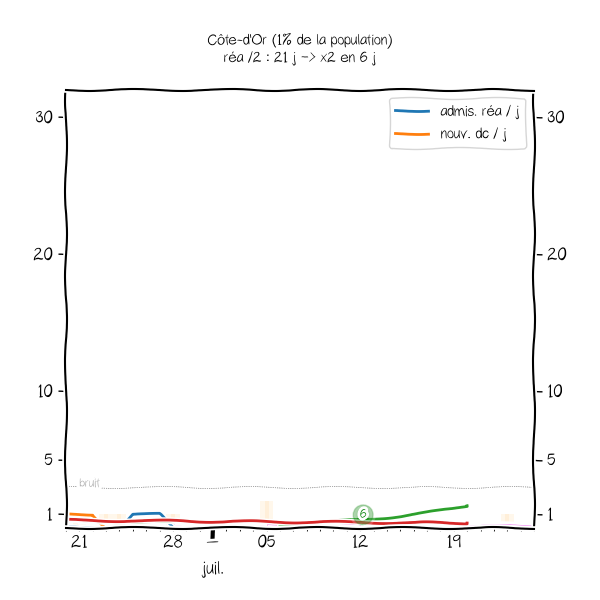 Côte-d'Or (1% de la population)
réa /2 : 21 j -> x2 en 6 j
admis. réa / j
nouv. dc / j
30 30
20 20
10 10
5 5
bruit
1 1
6
21 28 05 12 19
juil.